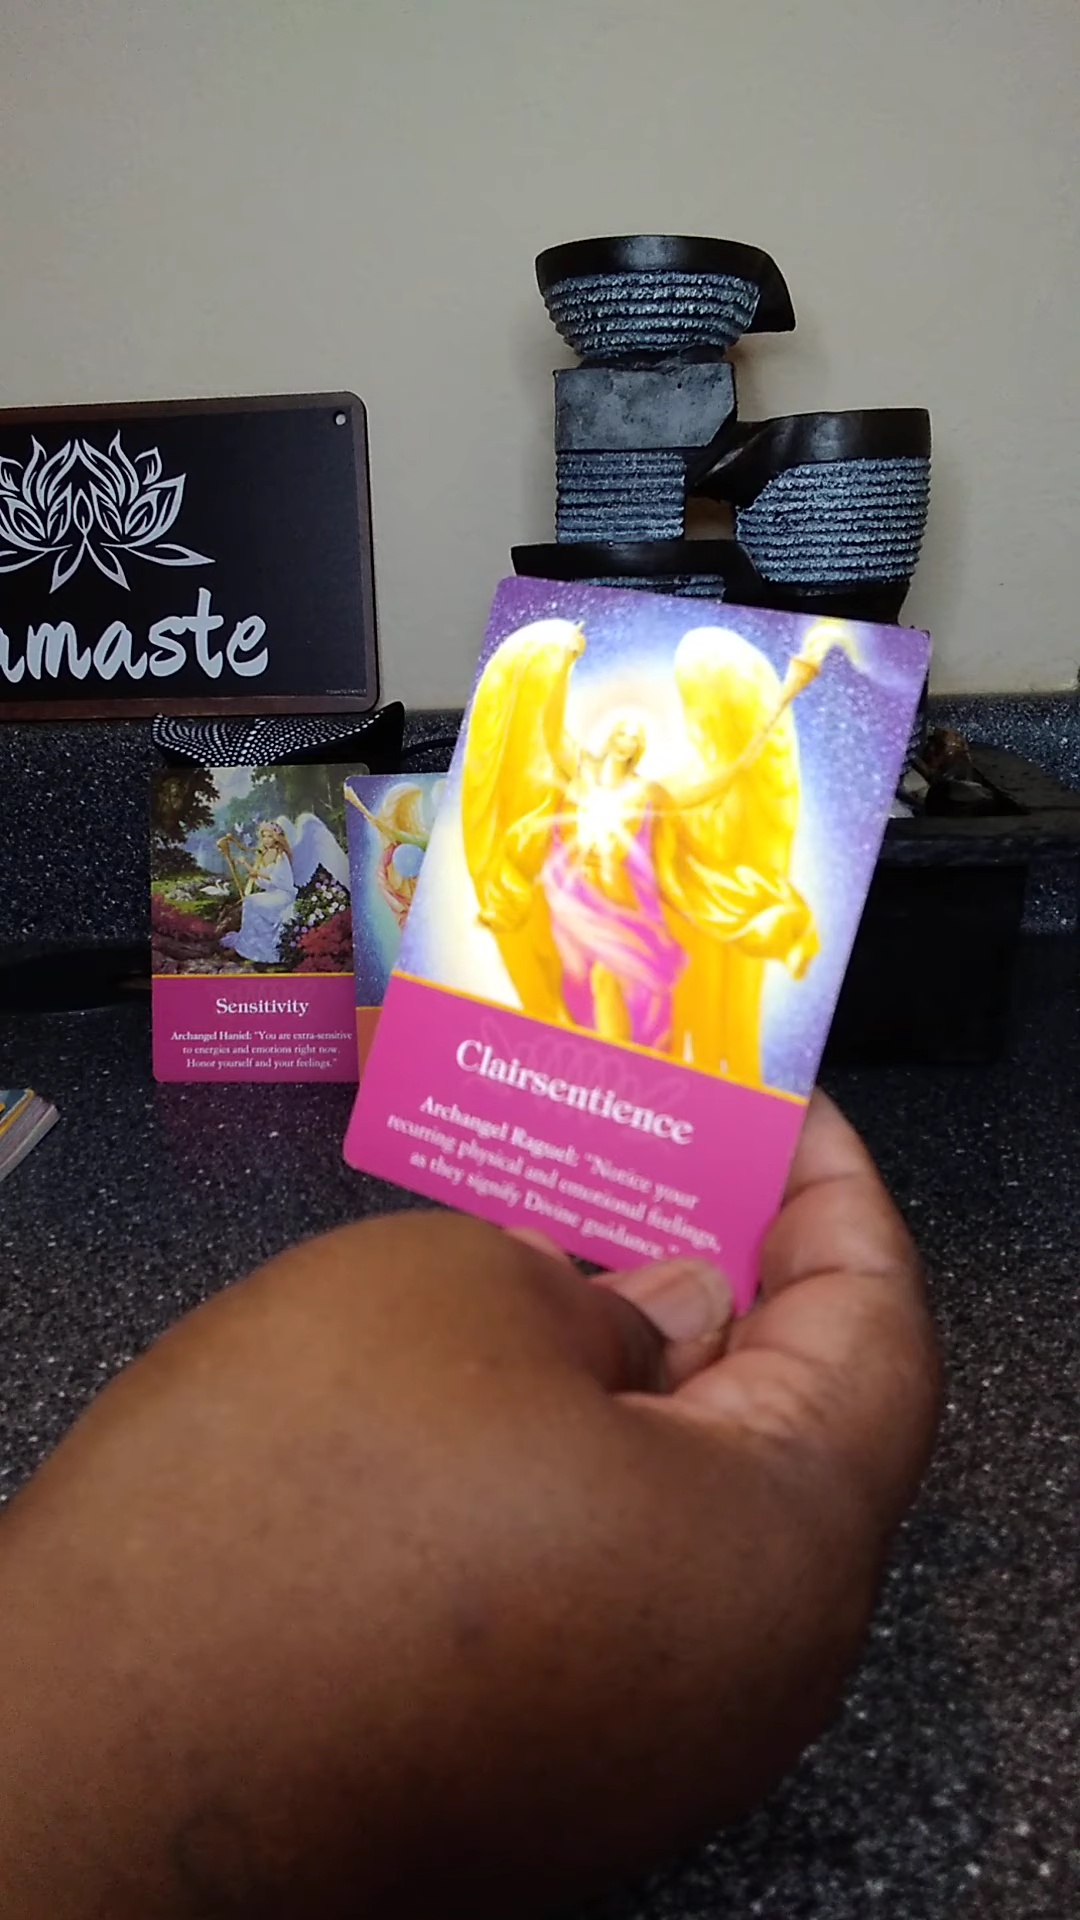 amaste
Sensitivity
Archangel Haniel: "You are extra-sensitive
to energies and emotions right now.
Honor yourself and your feelings."
Clairsentience
Archangel Raguel: "Notice your
recurring physical and emotional feelings,
as they signify Divine guidance."